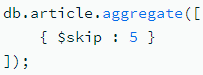 db.article.aggregate([
    { $skip : 5 }
]);